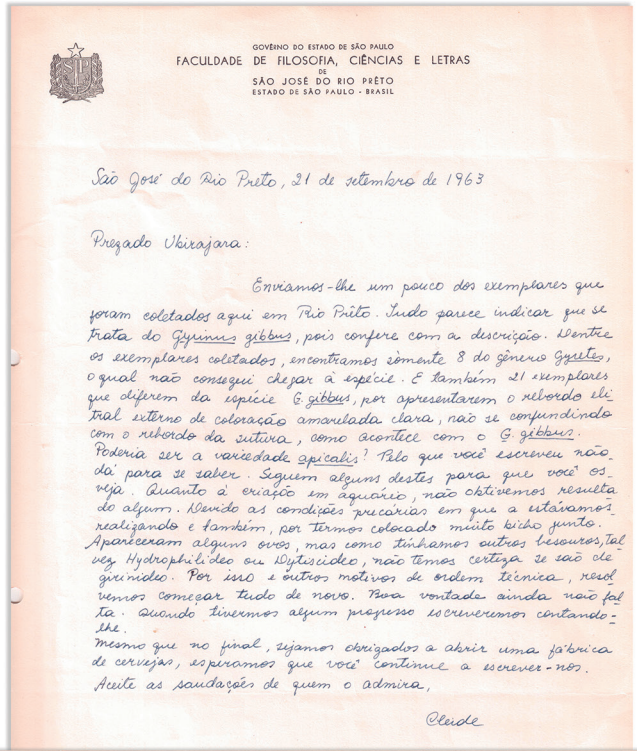 GOVÊRNO DO ESTADO DE SÃO PAULO
FACULDADE DE FILOSOFIA, CIÊNCIAS E LETRAS
DE
SÃO JOSÉ DO RIO PRÊTO
ESTADO DE SÃO PAULO - BRASIL
São José do Rio Preto, 21 de setembro de 1963
Prezado Ubirajara:
Enviamos-lhe um pouco dos exemplares que
foram coletados aqui em Rio Prêto. Tudo parece indicar que se
trata do Gyrinus gibbus, pois confere com a descrição. Dentre
os exemplares coletados, encontramos sòmente 8 do gênero Gyretes,
o qual não consegui chegar à espécie. E também 21 exemplares
que diferem da espécie G. gibbus, por apresentarem o rebordo eli
tral externo de coloração amarelada clara, não se confundindo
com o rebordo da sutura, como acontece com o G. gibbus.
Poderia ser a variedade apicalis? Pelo que você escreveu não
dá para se saber. Seguem alguns destes para que você os
veja. Quanto à criação em aquário, não obtivemos resulta
do algum. Devido as condições precárias em que a estávamos
realizando e também, por termos colocado muito bicho junto.
Apareceram alguns ovos, mas como tinhamos outros besouros, tal
vez Hydrophilideo ou Dytiscideo, não temos certeza se são de
girinideo. Por isso e outros motivos de ordem técnica, resol
vemos começar tudo de novo. Boa vontade ainda não fal
ta. Quando tivermos algum progesso escreveremos contando-
lhe.
Mesmo que no final, sejamos obrigados a abrir uma fábrica
de cervejas, esperamos que você continue a escrever-nos.
Aceite as saudações de quem o admira,
Cleide